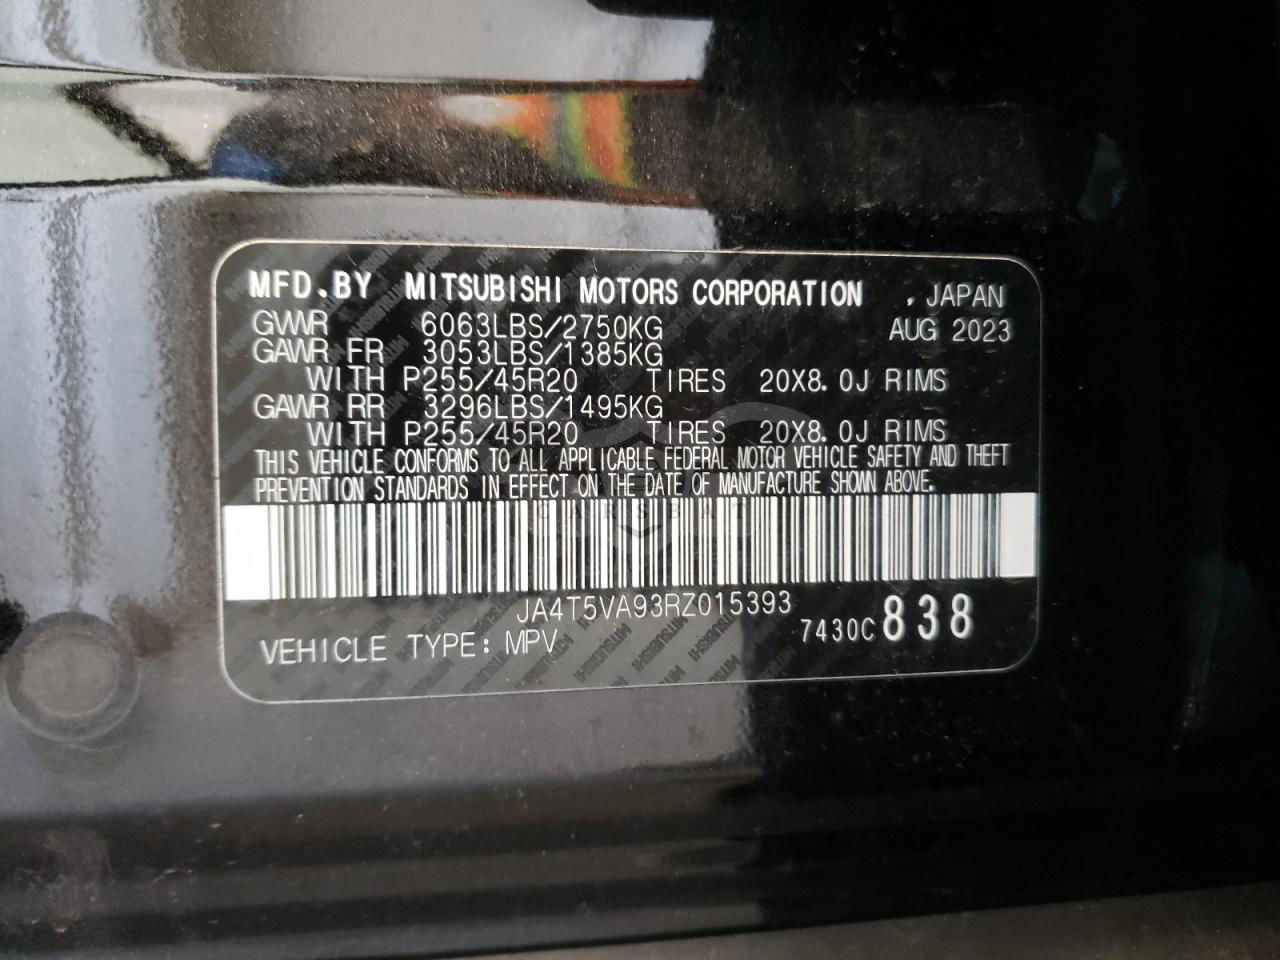 MFD.BY MITSUBISHI MOTORS CORPORATION . JAPAN
GVWR 6063LBS/2750KG AUG 2023
GAWR FR 3053LBS/1385KG
WITH P255/45R20 TIRES 20X8.0J RIMS
GAWR RR 3296LBS/1495KG
WITH P255/45R20 TIRES 20X8.0J RIMS
THIS VEHICLE CONFORMS TO ALL APPLICABLE FEDERAL MOTOR VEHICLE SAFETY AND THEFT
PREVENTION STANDARDS IN EFFECT ON THE DATE OF MANUFACTURE SHOWN ABOVE.
JA4T5VA93RZ015393
VEHICLE TYPE: MPV 7430C 838